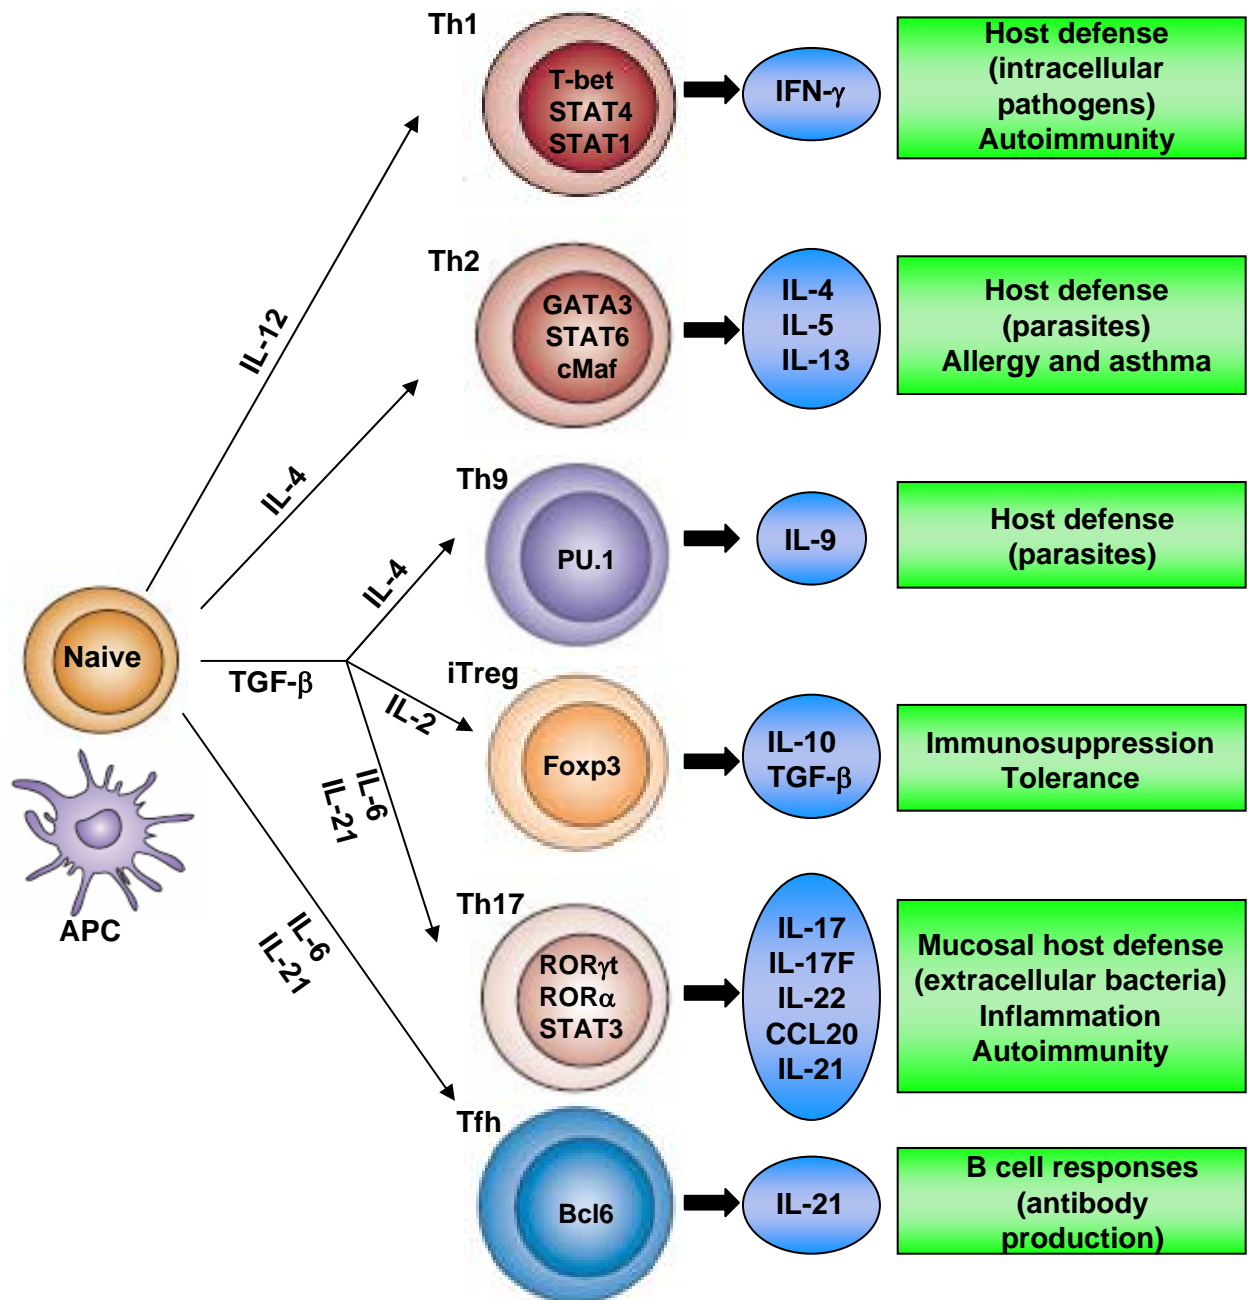 Th1
T-bet
STAT4
STAT1
IFN-γ
Host defense
(intracellular
pathogens)
Autoimmunity
IL-12
Th2
GATA3
STAT6
cMaf
IL-4
IL-5
IL-13
Host defense
(parasites)
Allergy and asthma
IL-4
Th9
PU.1
IL-9
Host defense
(parasites)
IL-4
Naive
TGF-β
iTreg
IL-2
Foxp3
IL-10
TGF-β
Immunosuppression
Tolerance
IL-6
IL-21
APC
Th17
RORγt
RORα
STAT3
IL-17
IL-17F
IL-22
CCL20
IL-21
Mucosal host defense
(extracellular bacteria)
Inflammation
Autoimmunity
IL-6
IL-21
Tfh
Bcl6
IL-21
B cell responses
(antibody
production)